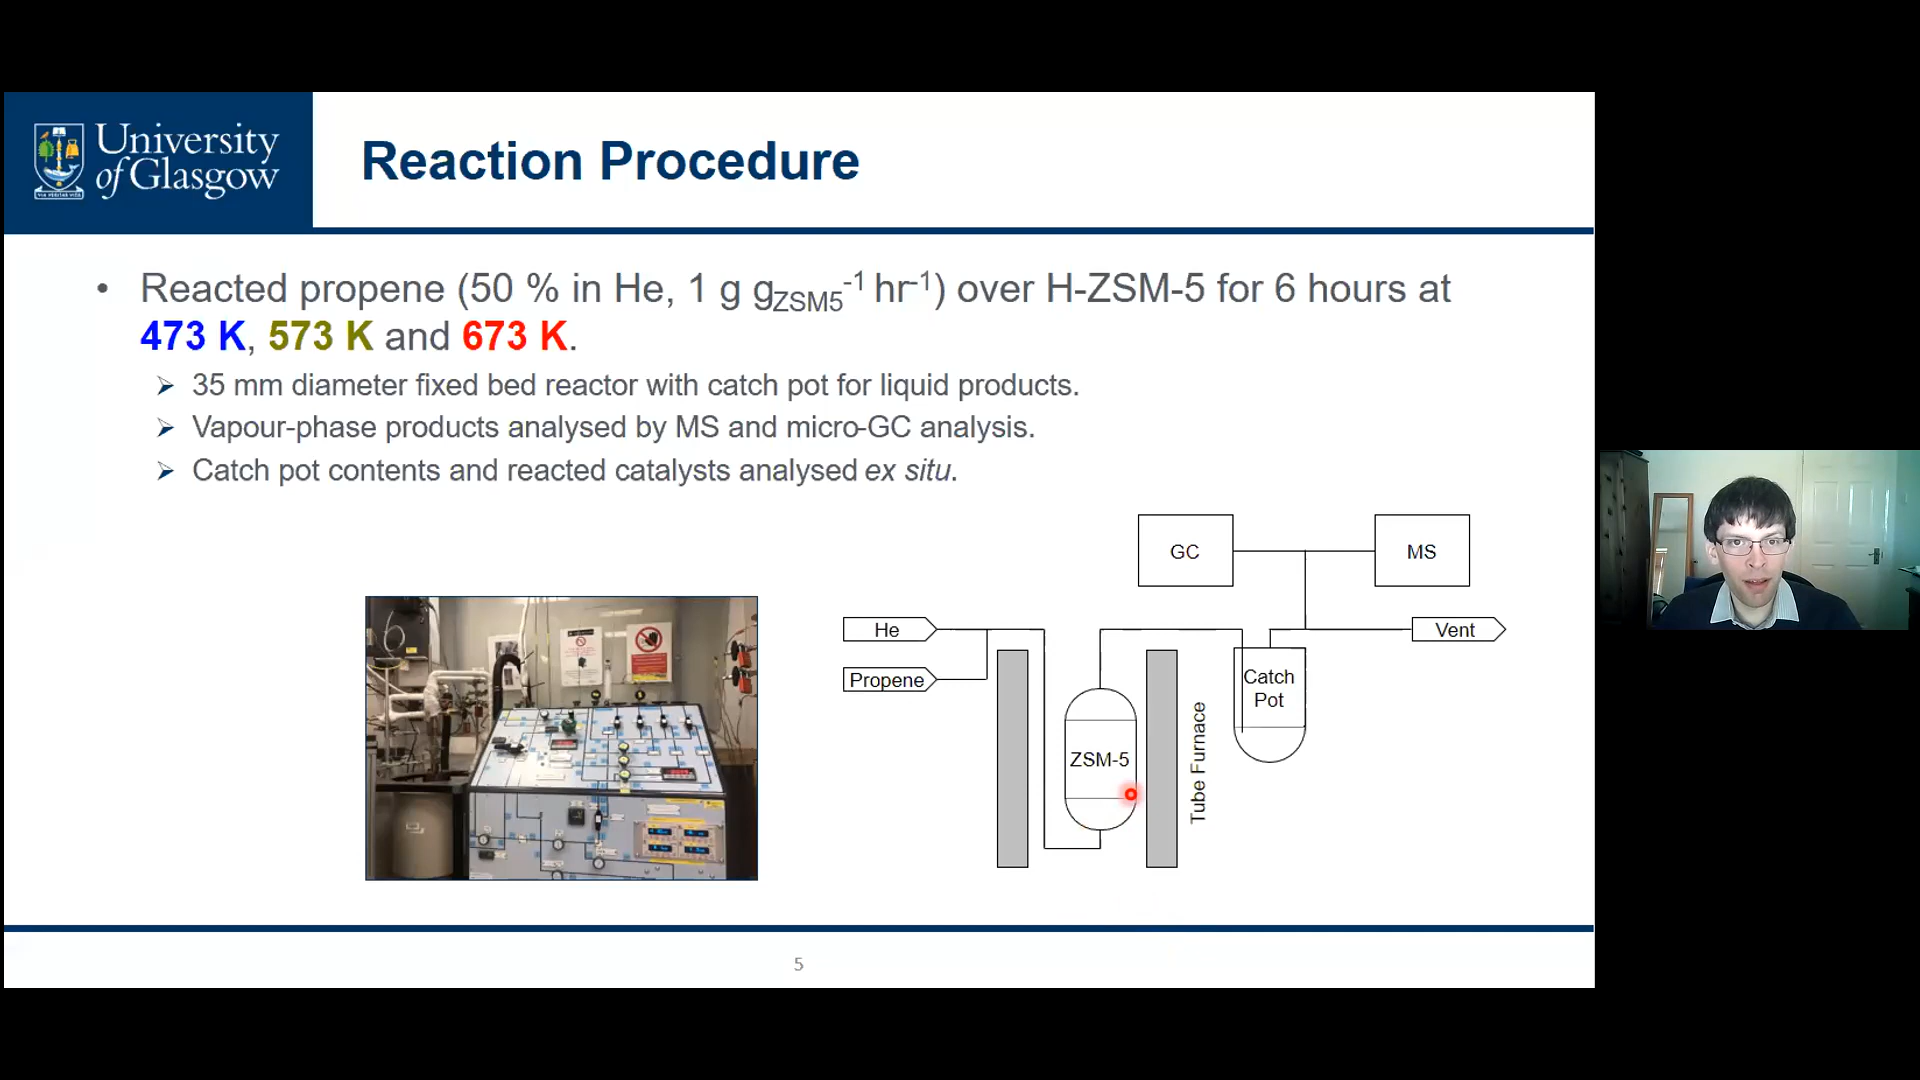 University
of Glasgow
Reaction Procedure
• Reacted propene (50 % in He, 1 g gZSM5-1 hr-1) over H-ZSM-5 for 6 hours at
473 K, 573 K and 673 K.
➢ 35 mm diameter fixed bed reactor with catch pot for liquid products.
➢ Vapour-phase products analysed by MS and micro-GC analysis.
➢ Catch pot contents and reacted catalysts analysed ex situ.
GC
MS
He
Vent
Propene
Catch
Pot
ZSM-5
Tube Furnace
5